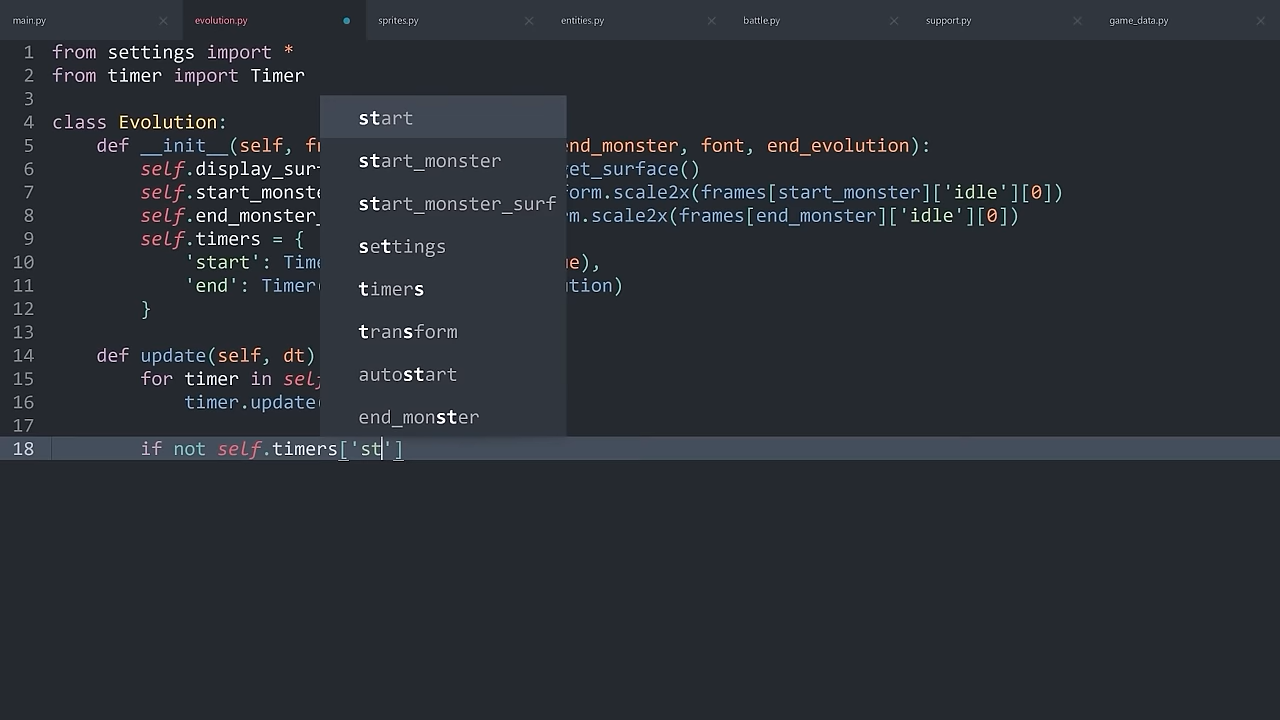 main.py evolution.py sprites.py entities.py battle.py support.py game_data.py
1 from settings import *
2 from timer import Timer
3
4 class Evolution:
5 def __init__(self, fr end_monster, font, end_evolution):
6 self.display_sur get_surface()
7 self.start_monste form.scale2x(frames[start_monster]['idle'][0])
8 self.end_monster_ rm.scale2x(frames[end_monster]['idle'][0])
9 self.timers = {
10 'start': Time ue),
11 'end': Timer( ution)
12 }
13
14 def update(self, dt)
15 for timer in self
16 timer.update(
17
18 if not self.timers['st']
start
start_monster
start_monster_surf
settings
timers
transform
autostart
end_monster